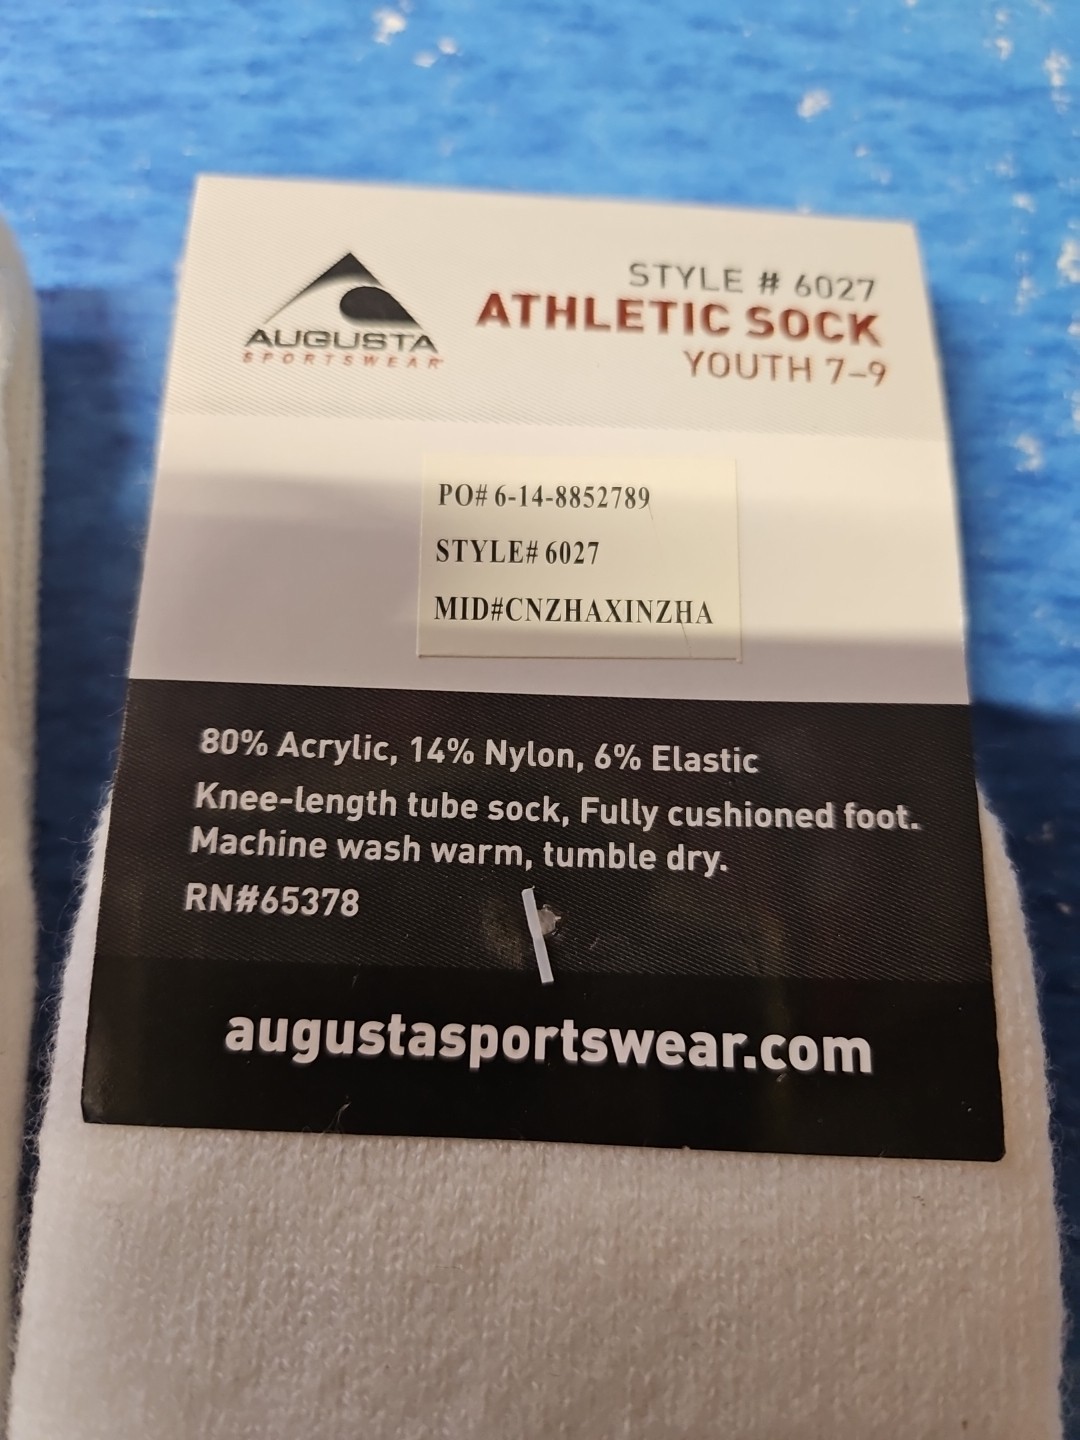 AUGUSTA
SPORTSWEAR
STYLE # 6027
ATHLETIC SOCK
YOUTH 7–9
PO# 6-14-8852789
STYLE# 6027
MID#CNZHAXINZHA
80% Acrylic, 14% Nylon, 6% Elastic
Knee-length tube sock, Fully cushioned foot.
Machine wash warm, tumble dry.
RN#65378
augustasportswear.com